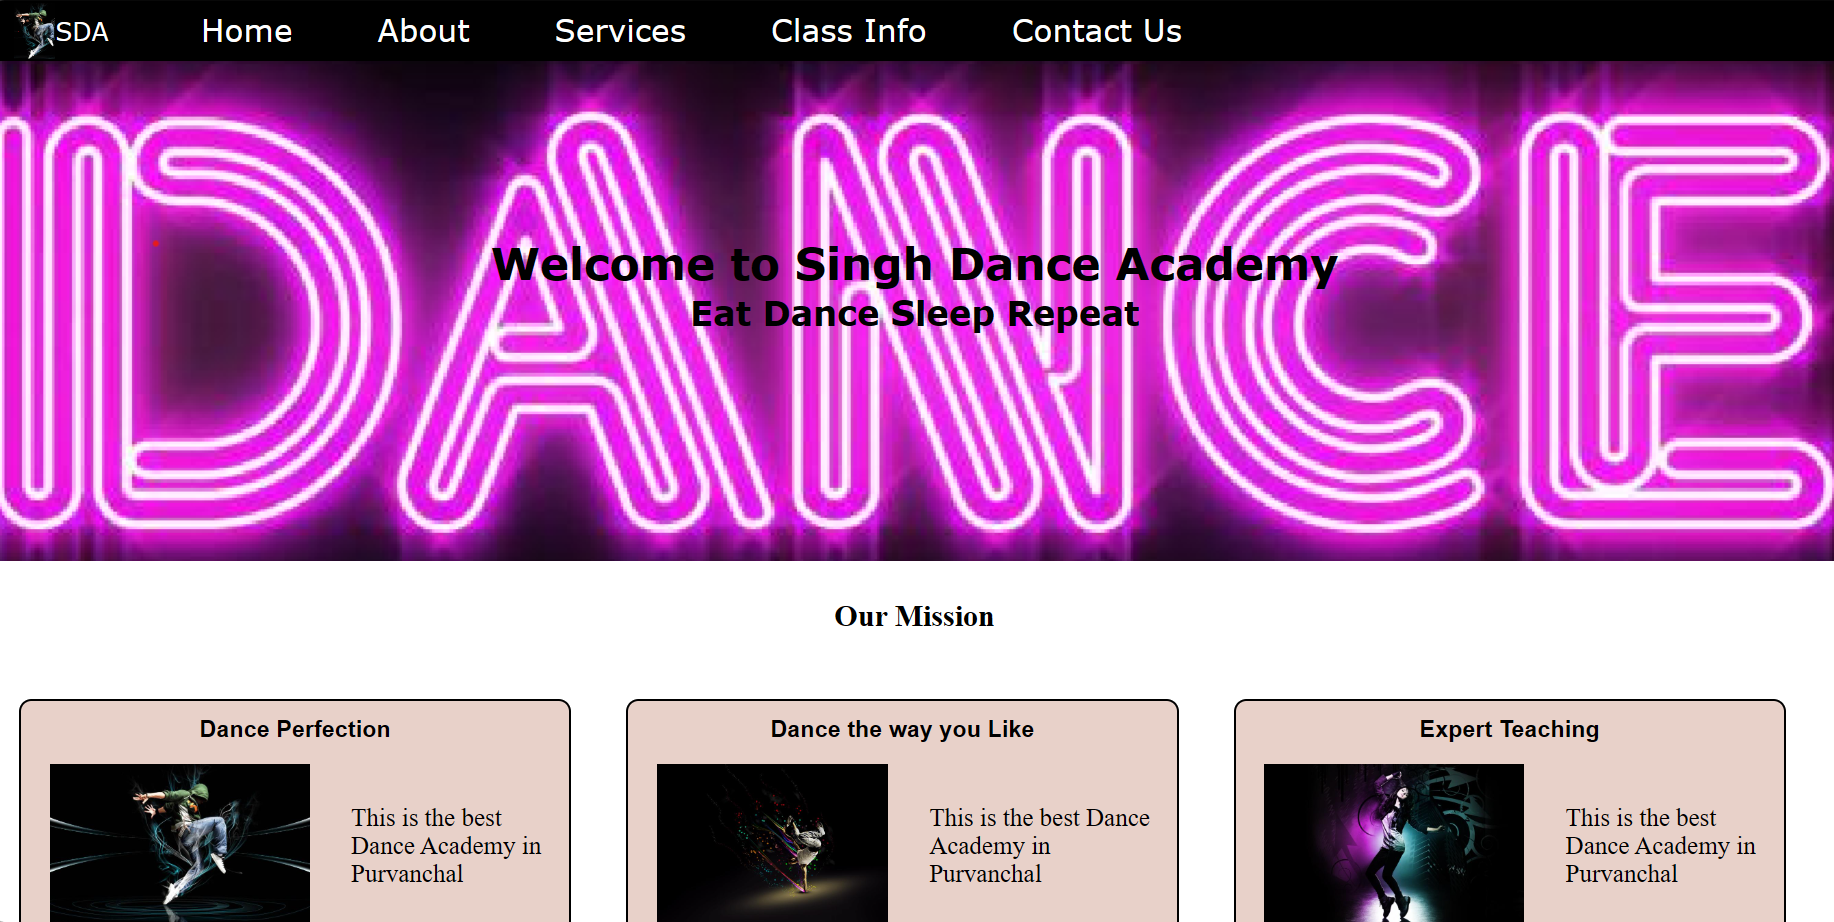 SDA Home About Services Class Info Contact Us
DANCE
Welcome to Singh Dance Academy
Eat Dance Sleep Repeat
Our Mission
Dance Perfection
This is the best
Dance Academy in
Purvanchal
Dance the way you Like
This is the best Dance
Academy in
Purvanchal
Expert Teaching
This is the best
Dance Academy in
Purvanchal